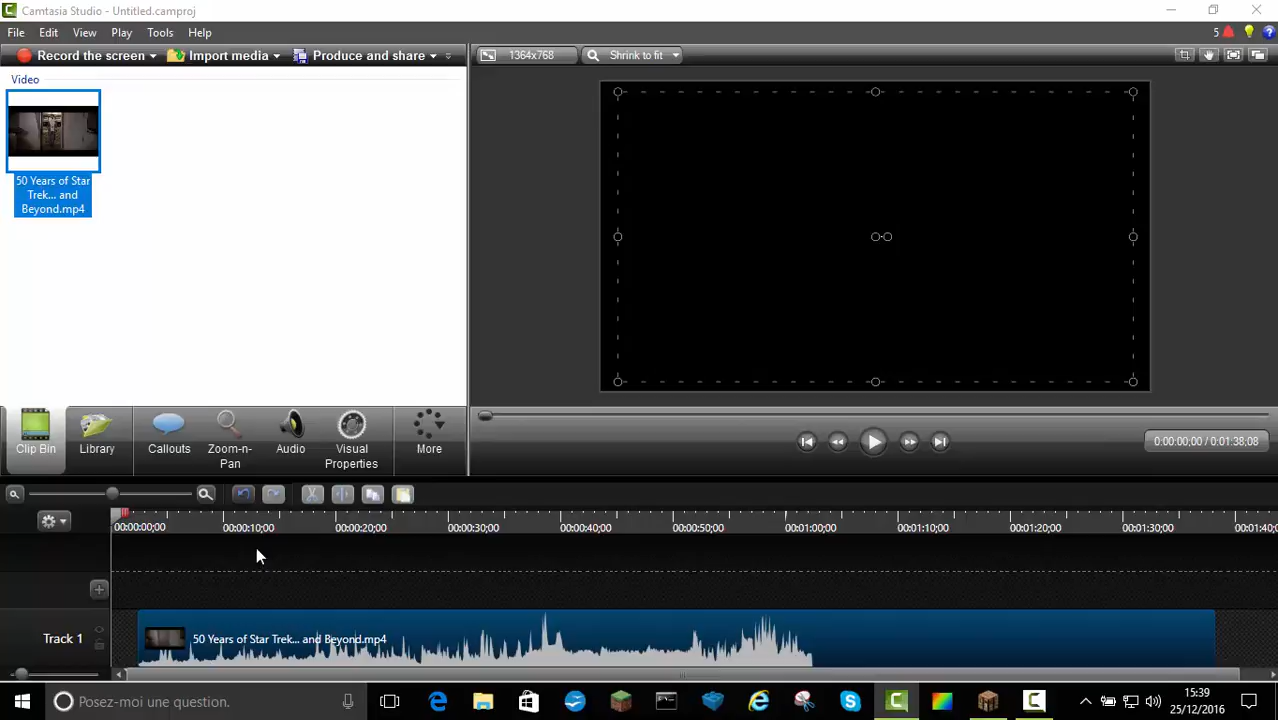 Camtasia Studio - Untitled.camproj
File Edit View Play Tools Help
5
Record the screen Import media Produce and share
1364x768 Shrink to fit
Video
50 Years of Star
Trek... and
Beyond.mp4
Clip Bin Library Callouts Zoom-n-
Pan Audio Visual
Properties More
0:00:00;00 / 0:01:38,08
00:00:00;00 00:00:10;00 00:00:20;00 00:00:30;00 00:00:40;00 00:00:50;00 00:01:00;00 00:01:10;00 00:01:20;00 00:01:30;00 00:01:40;
Track 1 50 Years of Star Trek... and Beyond.mp4
Posez-moi une question.
15:39
25/12/2016